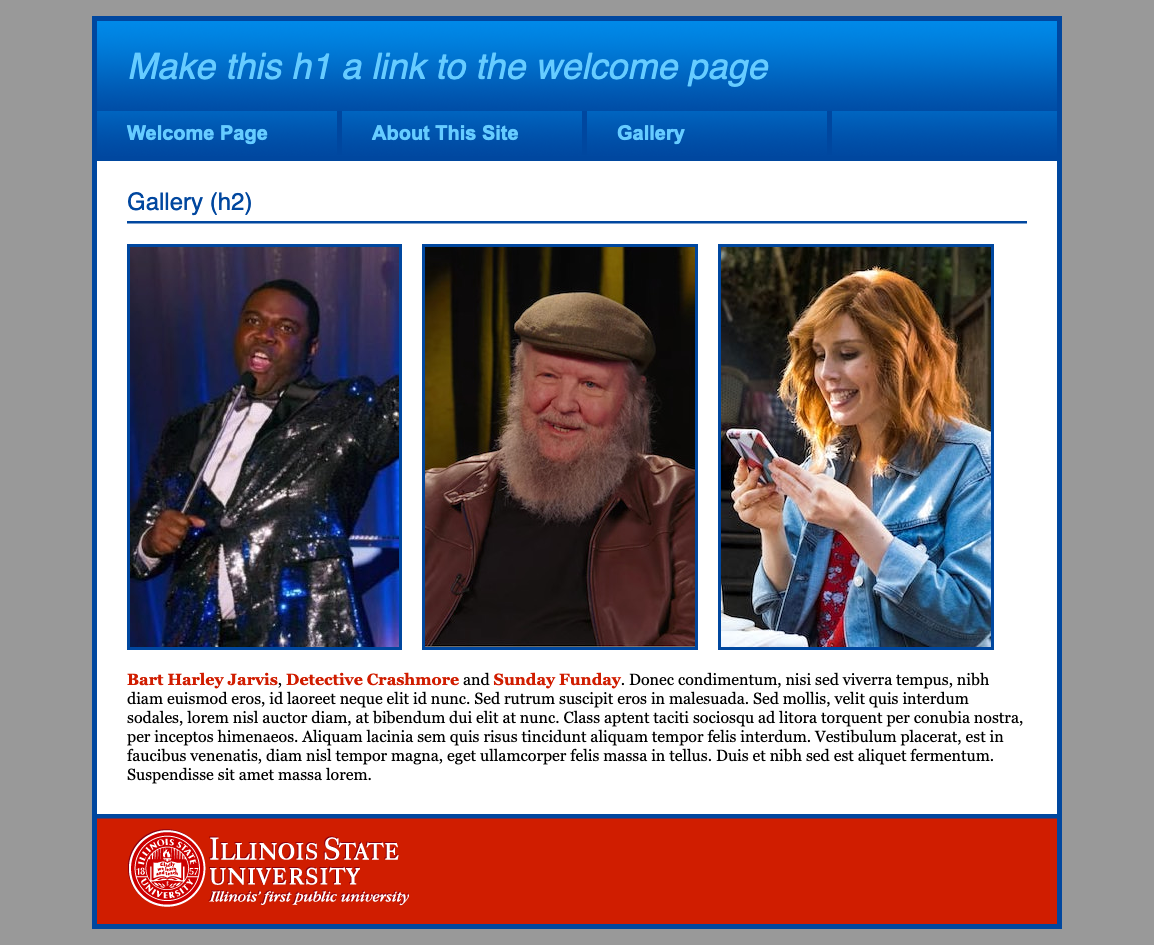 Make this h1 a link to the welcome page
Welcome Page
About This Site
Gallery
Gallery (h2)
Bart Harley Jarvis, Detective Crashmore and Sunday Funday. Donec condimentum, nisi sed viverra tempus, nibh
diam euismod eros, id laoreet neque elit id nunc. Sed rutrum suscipit eros in malesuada. Sed mollis, velit quis interdum
sodales, lorem nisl auctor diam, at bibendum dui elit at nunc. Class aptent taciti sociosqu ad litora torquent per conubia nostra,
per inceptos himenaeos. Aliquam lacinia sem quis risus tincidunt aliquam tempor felis interdum. Vestibulum placerat, est in
faucibus venenatis, diam nisl tempor magna, eget ullamcorper felis massa in tellus. Duis et nibh sed est aliquet fermentum.
Suspendisse sit amet massa lorem.
ILLINOIS STATE
UNIVERSITY
18 57
ILLINOIS STATE
UNIVERSITY
Illinois' first public university